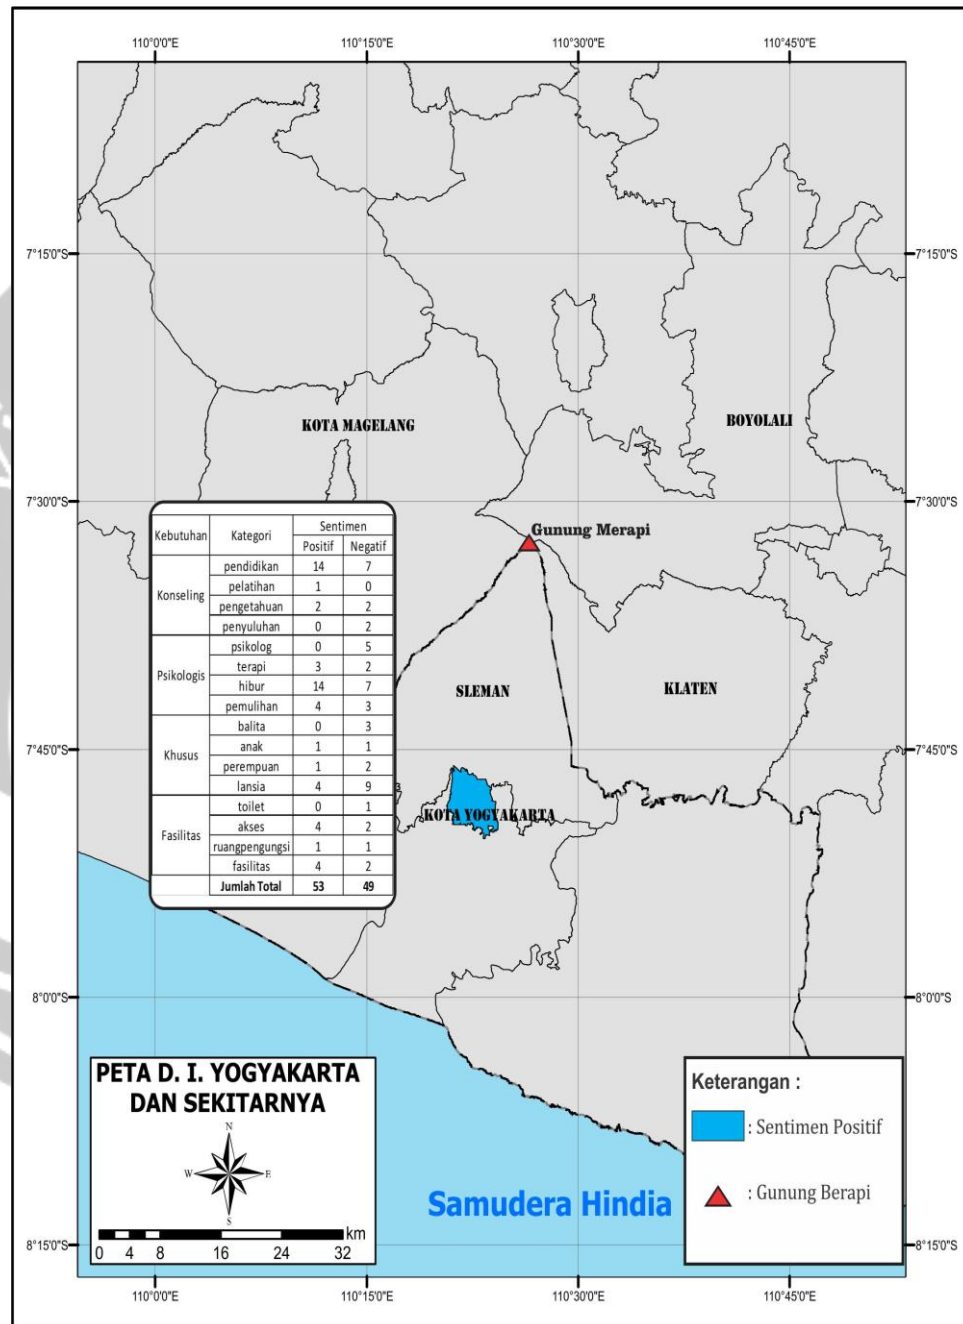 110°0'0"E 110°15'0"E 110°30'0"E 110°45'0"E
7°15'0"S 7°15'0"S
KOTA MAGELANG
BOYOLALI
7°30'0"S 7°30'0"S
Gunung Merapi
Kebutuhan Kategori Sentimen
Positif Negatif
Konseling pendidikan 14 7
pelatihan 1 0
pengetahuan 2 2
penyuluhan 0 2
Psikologis psikolog 0 5
terapi 3 2
hibur 14 7
pemulihan 4 3
Khusus balita 0 3
anak 1 1
perempuan 1 2
lansia 4 9
Fasilitas toilet 0 1
akses 4 2
ruangpengungsi 1 1
fasilitas 4 2
Jumlah Total 53 49
SLEMAN
KLATEN
7°45'0"S 7°45'0"S
KOTA YOGYAKARTA
8°0'0"S 8°0'0"S
PETA D. I. YOGYAKARTA
DAN SEKITARNYA
N
W E
S
km
0 4 8 16 24 32
Samudera Hindia
Keterangan :
: Sentimen Positif
: Gunung Berapi
8°15'0"S 8°15'0"S
110°0'0"E 110°15'0"E 110°30'0"E 110°45'0"E